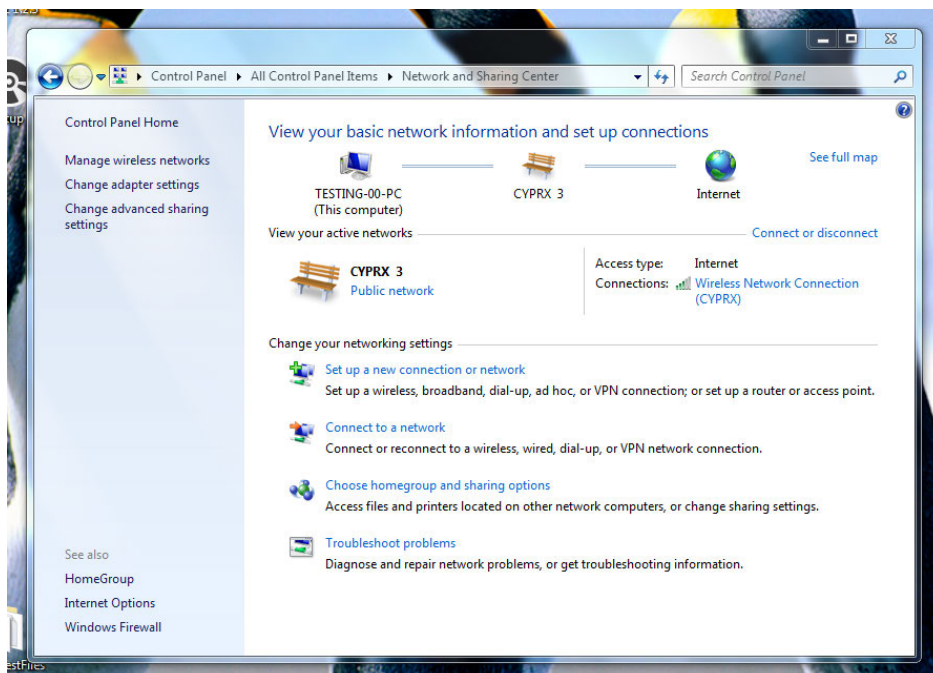 Control Panel ▸ All Control Panel Items ▸ Network and Sharing Center
Search Control Panel
Control Panel Home
Manage wireless networks
Change adapter settings
Change advanced sharing
settings
View your basic network information and set up connections
See full map
TESTING-00-PC
(This computer)
CYPRX 3
Internet
View your active networks
Connect or disconnect
CYPRX 3
Public network
Access type: Internet
Connections: Wireless Network Connection
(CYPRX)
Change your networking settings
Set up a new connection or network
Set up a wireless, broadband, dial-up, ad hoc, or VPN connection; or set up a router or access point.
Connect to a network
Connect or reconnect to a wireless, wired, dial-up, or VPN network connection.
Choose homegroup and sharing options
Access files and printers located on other network computers, or change sharing settings.
Troubleshoot problems
Diagnose and repair network problems, or get troubleshooting information.
See also
HomeGroup
Internet Options
Windows Firewall